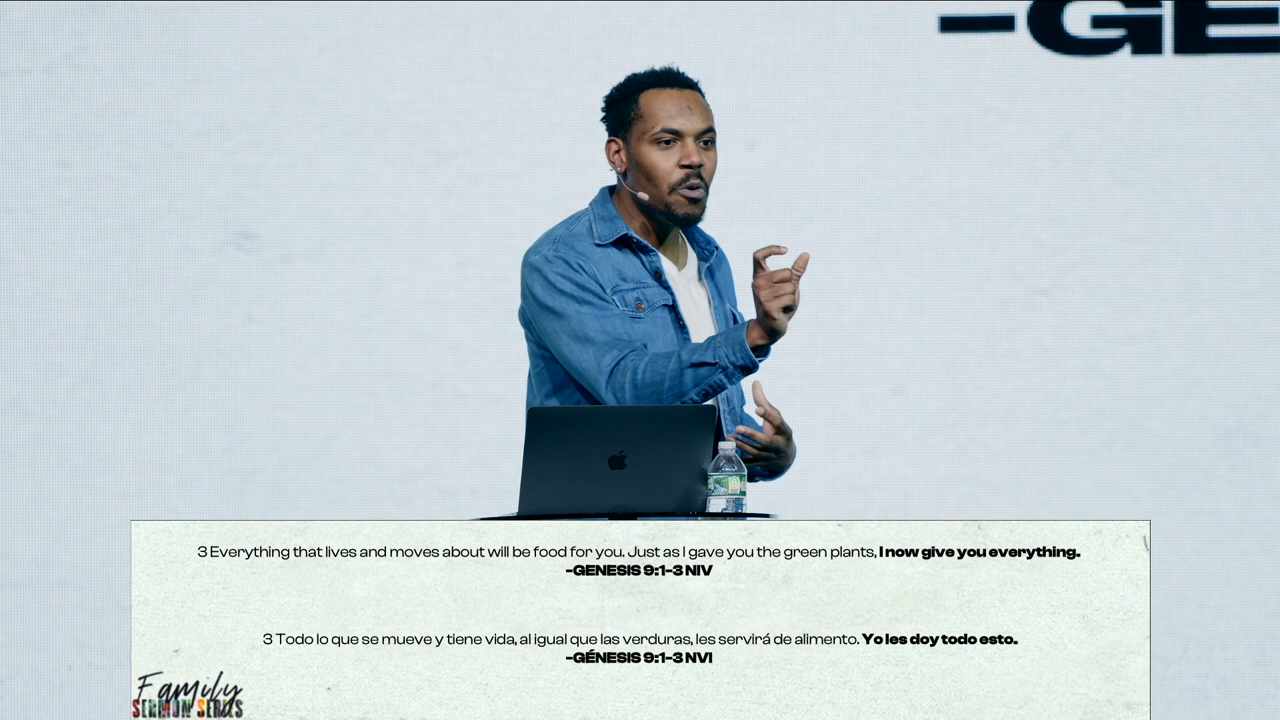 -GE
3 Everything that lives and moves about will be food for you. Just as I gave you the green plants, I now give you everything.
-GENESIS 9:1-3 NIV
3 Todo lo que se mueve y tiene vida, al igual que las verduras, les servirá de alimento. Yo les doy todo esto.
-GÉNESIS 9:1-3 NVI
Family
SERMON SERIES